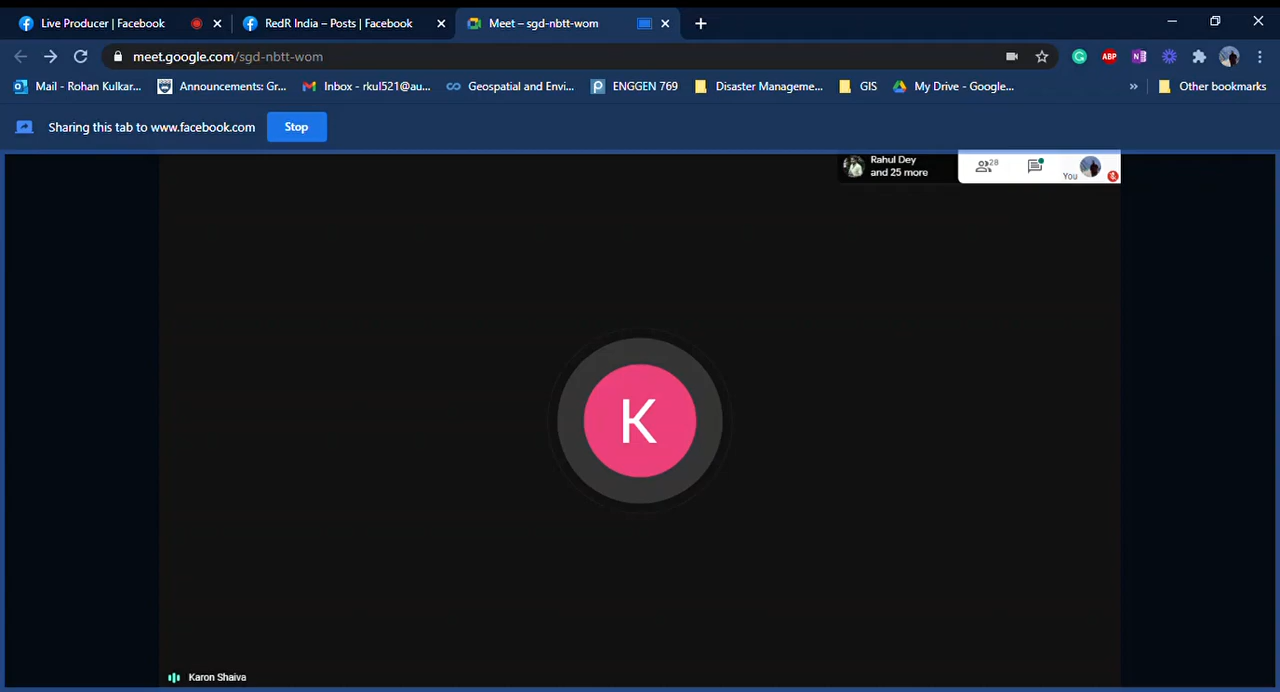 Live Producer | Facebook
RedR India – Posts | Facebook
Meet – sgd-nbtt-wom
meet.google.com/sgd-nbtt-wom
G
ABP
N
Mail - Rohan Kulkar...
Announcements: Gr...
Inbox - rkul521@au...
Geospatial and Envi...
ENGGEN 769
Disaster Manageme...
GIS
My Drive - Google...
»
Other bookmarks
Sharing this tab to www.facebook.com
Stop
Rahul Dey
and 25 more
28
You
K
Karon Shaiva